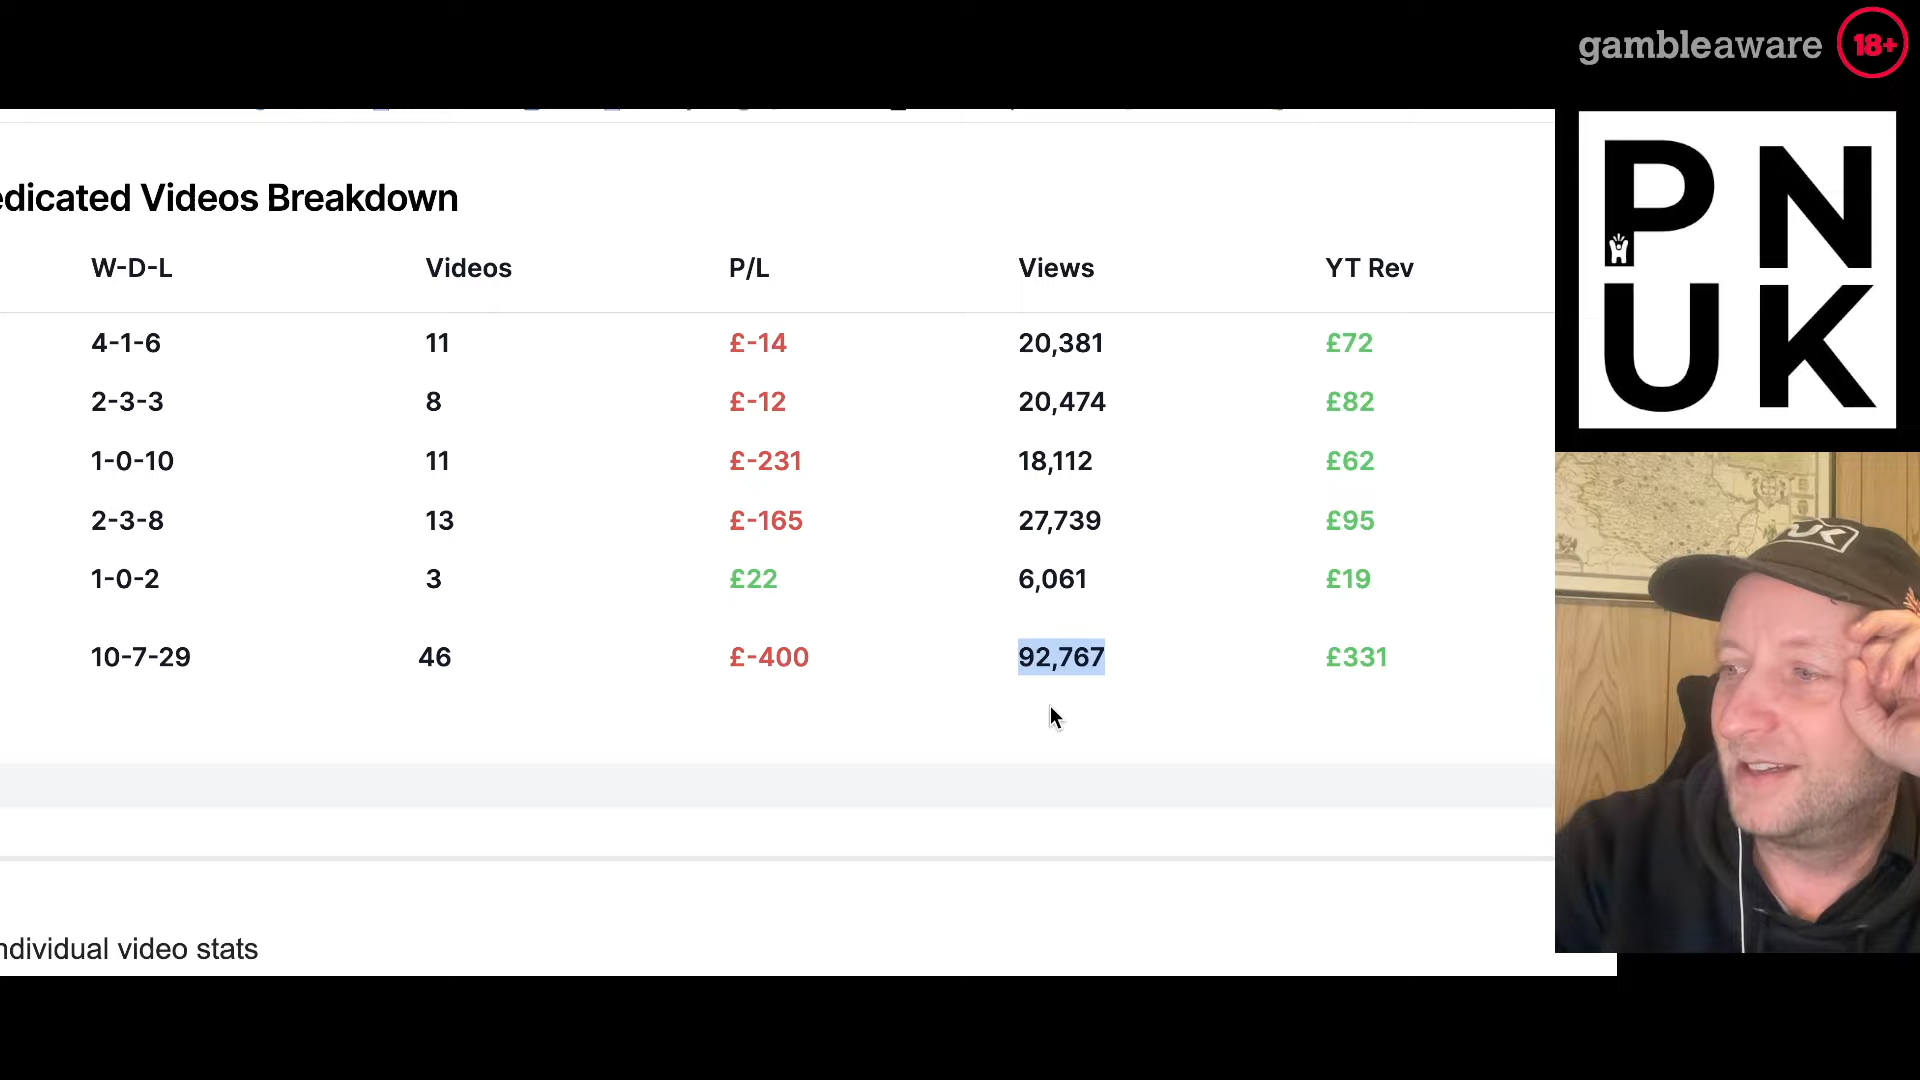 gambleaware 18+
PN
UK
edicated Videos Breakdown
W-D-L Videos P/L Views YT Rev
4-1-6 11 £-14 20,381 £72
2-3-3 8 £-12 20,474 £82
1-0-10 11 £-231 18,112 £62
2-3-8 13 £-165 27,739 £95
1-0-2 3 £22 6,061 £19
10-7-29 46 £-400 92,767 £331
UK
ndividual video stats